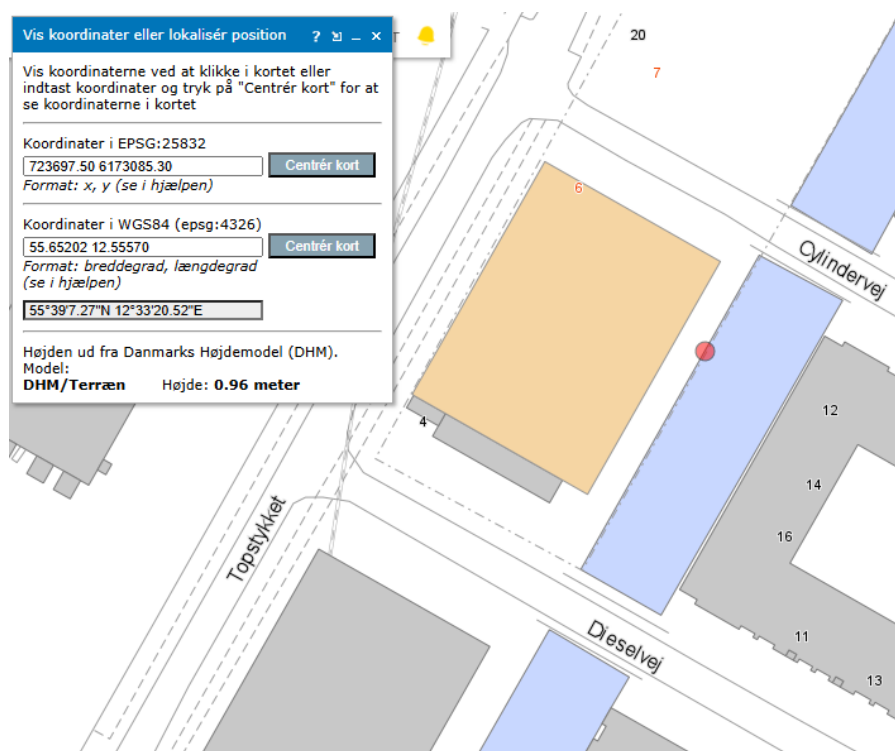 Vis koordinater eller lokalisér position ?
Vis koordinaterne ved at klikke i kortet eller
indtast koordinater og tryk på "Centrér kort" for at
se koordinaterne i kortet
Koordinater i EPSG:25832
723697.50 6173085.30 Centrér kort
Format: x, y (se i hjælpen)
Koordinater i WGS84 (epsg:4326)
55.65202 12.55570 Centrér kort
Format: breddegrad, længdegrad
(se i hjælpen)
55°39'7.27"N 12°33'20.52"E
Højden ud fra Danmarks Højdemodel (DHM).
Model:
DHM/Terræn Højde: 0.96 meter
20
7
6
Cylindervej
12
4
14
16
Topstykket
Dieselvej
11
13